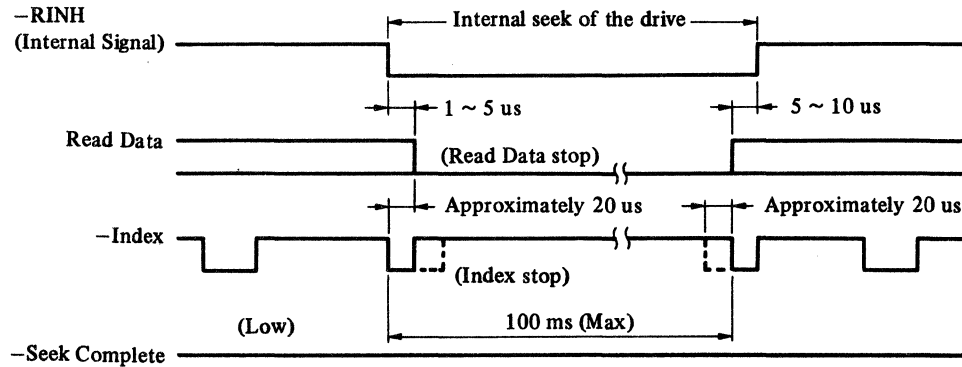 −RINH
(Internal Signal)
Internal seek of the drive
1 ~ 5 us
5 ~ 10 us
Read Data
(Read Data stop)
Approximately 20 us
Approximately 20 us
−Index
(Index stop)
(Low)
100 ms (Max)
−Seek Complete